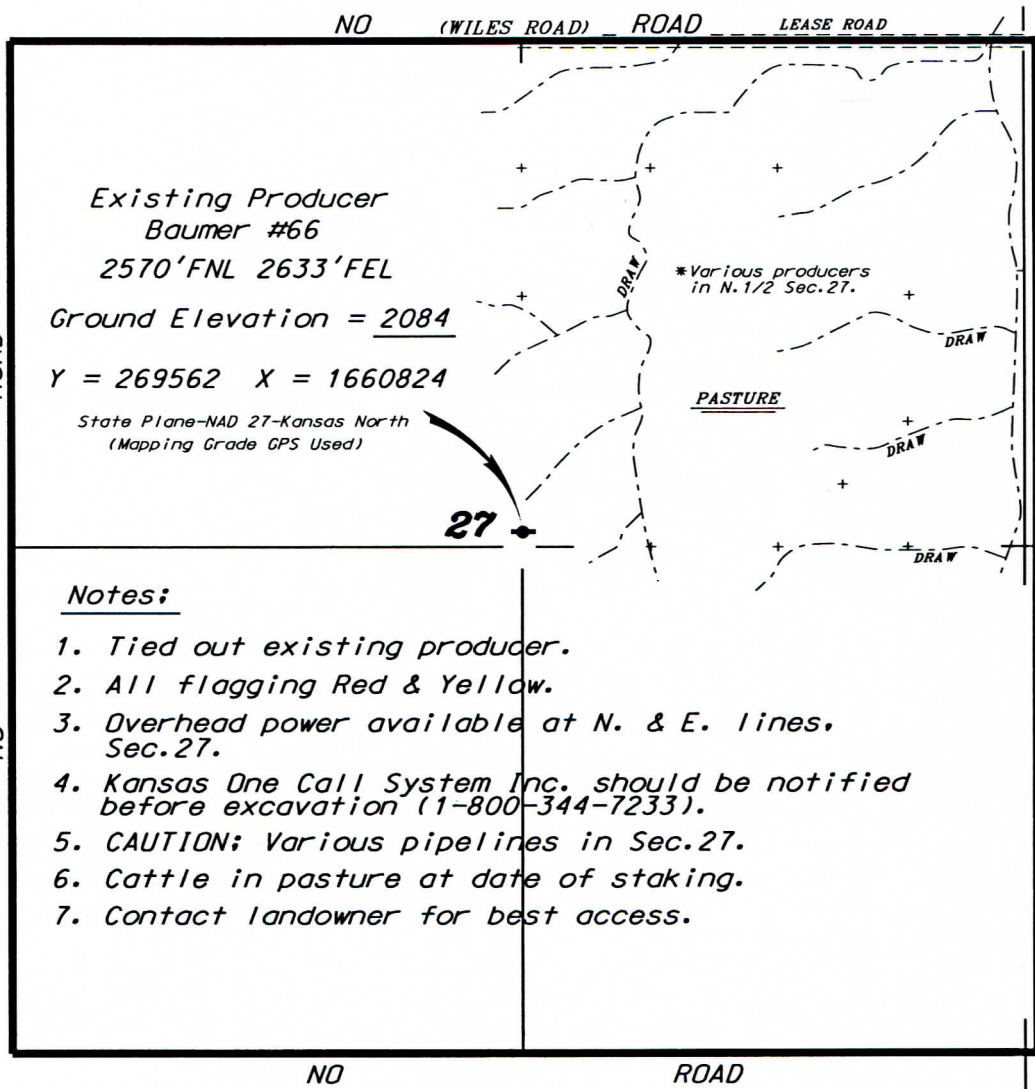 NO (WILES ROAD) ROAD LEASE ROAD
Existing Producer
Baumer #66
2570'FNL 2633'FEL
Ground Elevation = 2084
Y = 269562 X = 1660824
State Plane-NAD 27-Kansas North
(Mapping Grade GPS Used)
DRAW
*Various producers
in N.1/2 Sec.27.
DRAW
PASTURE
DRAW
27
DRAW
Notes:
1. Tied out existing producer.
2. All flagging Red & Yellow.
3. Overhead power available at N. & E. lines.
Sec.27.
4. Kansas One Call System Inc. should be notified
before excavation (1-800-344-7233).
5. CAUTION: Various pipelines in Sec.27.
6. Cattle in pasture at date of staking.
7. Contact landowner for best access.
NO ROAD